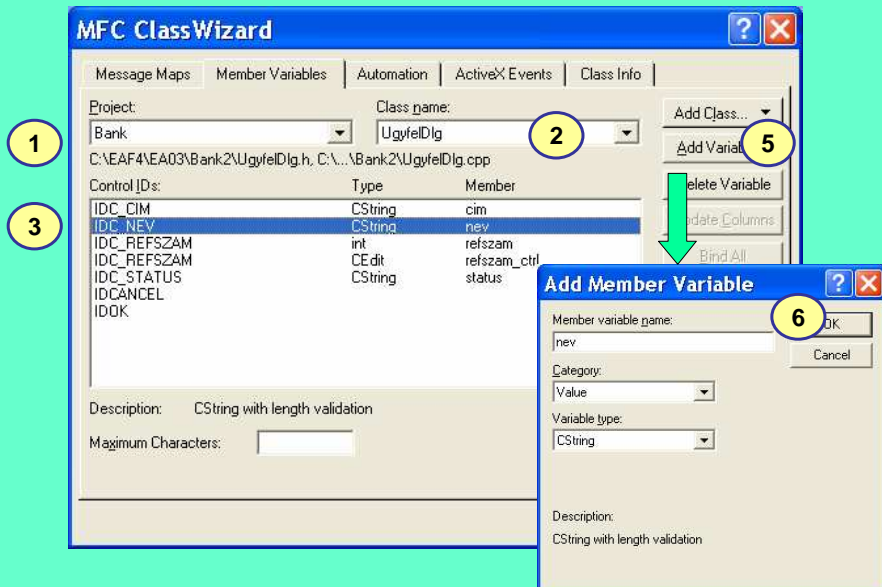 MFC ClassWizard
Message Maps Member Variables Automation ActiveX Events Class Info
Project: Class name:
Bank UgyfelDlg
1 2
Add Class...
Add Variab
5
C:\EAF4\EA03\Bank2\UgyfelDlg.h, C:\...\Bank2\UgyfelDlg.cpp
elete Variable
Control IDs: Type Member
3
IDC_CIM CString cim
IDC_NEV CString nev
IDC_REFSZAM int refszam
IDC_REFSZAM CEdit refszam_ctrl
IDC_STATUS CString status
IDCANCEL
IDOK
pdate Columns
Bind All
Description: CString with length validation
Maximum Characters:
Add Member Variable
Member variable name:
nev
6
OK
Cancel
Category:
Value
Variable type:
CString
Description:
CString with length validation